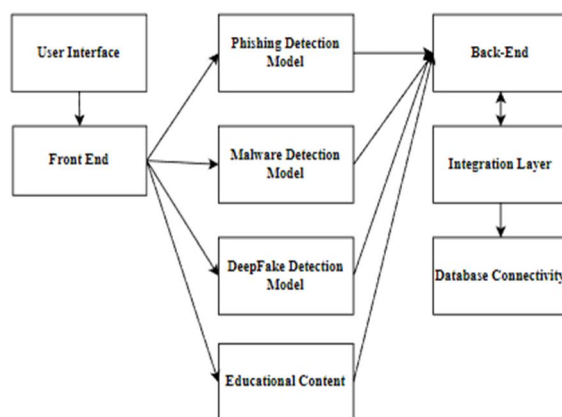 User Interface
Front End
Phishing Detection
Model
Malware Detection
Model
DeepFake Detection
Model
Educational Content
Back-End
Integration Layer
Database Connectivity